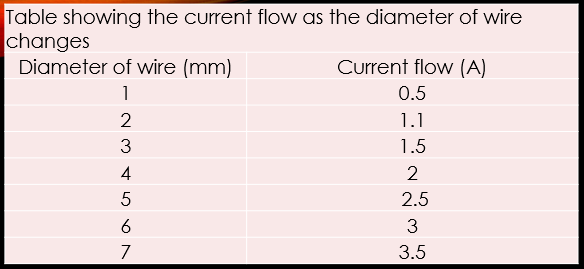 Table showing the current flow as the diameter of wire
changes
Diameter of wire (mm) Current flow (A)
1 0.5
2 1.1
3 1.5
4 2
5 2.5
6 3
7 3.5